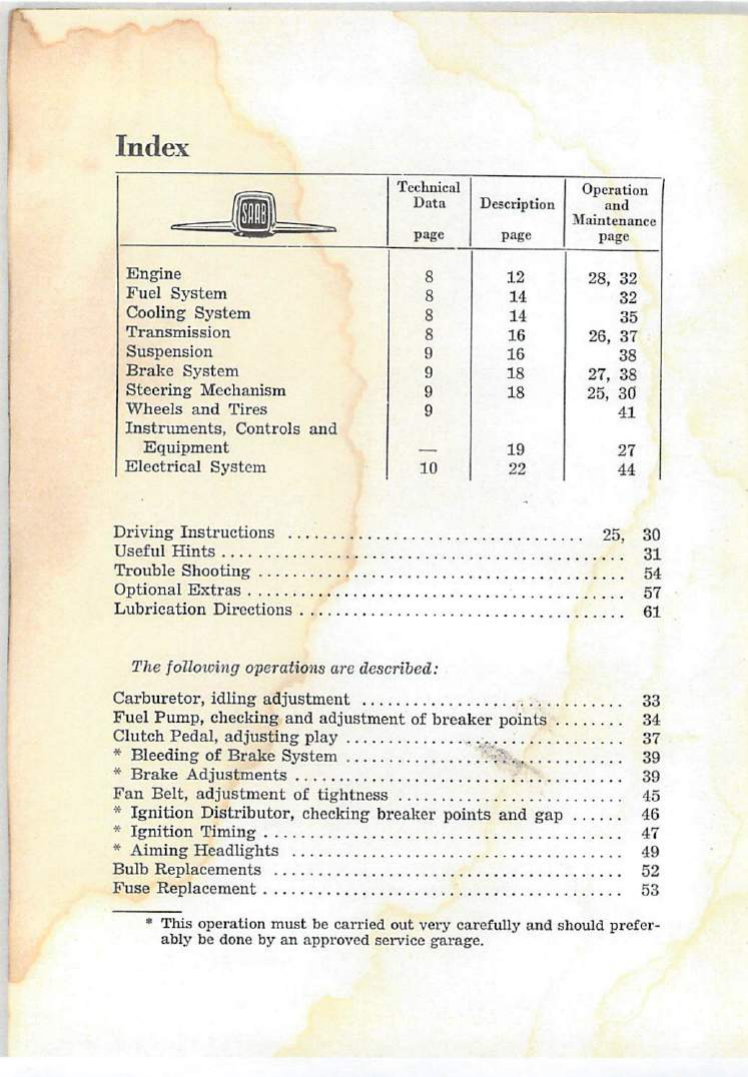 Index
SAAB
Technical Data page Description page Operation and Maintenance page
Engine 8 12 28, 32
Fuel System 8 14 32
Cooling System 8 14 35
Transmission 8 16 26, 37
Suspension 9 16 38
Brake System 9 18 27, 38
Steering Mechanism 9 18 25, 30
Wheels and Tires 9 41
Instruments, Controls and
Equipment — 19 27
Electrical System 10 22 44
Driving Instructions .................................. 25, 30
Useful Hints ............................................ 31
Trouble Shooting ....................................... 54
Optional Extras ......................................... 57
Lubrication Directions ................................... 61
The following operations are described:
Carburetor, idling adjustment ............................ 33
Fuel Pump, checking and adjustment of breaker points ........ 34
Clutch Pedal, adjusting play .............................. 37
* Bleeding of Brake System .............................. 39
* Brake Adjustments ................................... 39
Fan Belt, adjustment of tightness ........................ 45
* Ignition Distributor, checking breaker points and gap ...... 46
* Ignition Timing ....................................... 47
* Aiming Headlights .................................... 49
Bulb Replacements ...................................... 52
Fuse Replacement ....................................... 53
* This operation must be carried out very carefully and should prefer-
ably be done by an approved service garage.